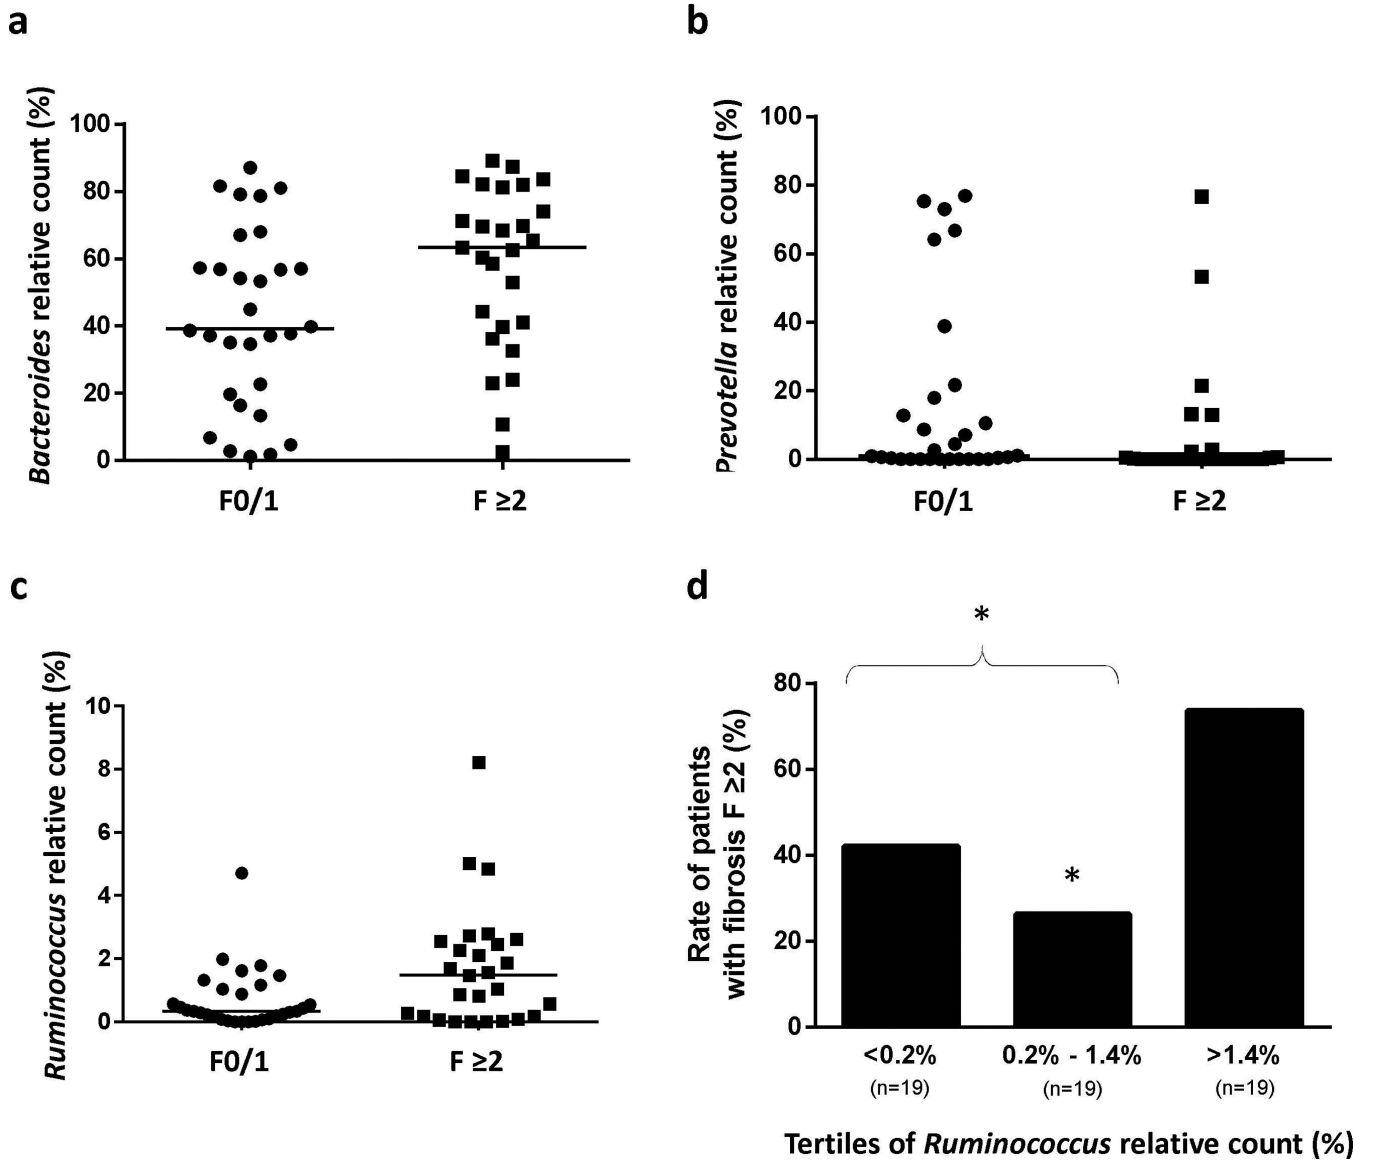 a
Bacteroides relative count (%)
100
80
60
40
20
0
F0/1
F ≥2
b
Prevotella relative count (%)
100
80
60
40
20
0
F0/1
F ≥2
c
Ruminococcus relative count (%)
10
8
6
4
2
0
F0/1
F ≥2
d
*
Rate of patients
with fibrosis F ≥2 (%)
80
60
40
20
0
*
<0.2%
(n=19)
0.2% - 1.4%
(n=19)
>1.4%
(n=19)
Tertiles of Ruminococcus relative count (%)